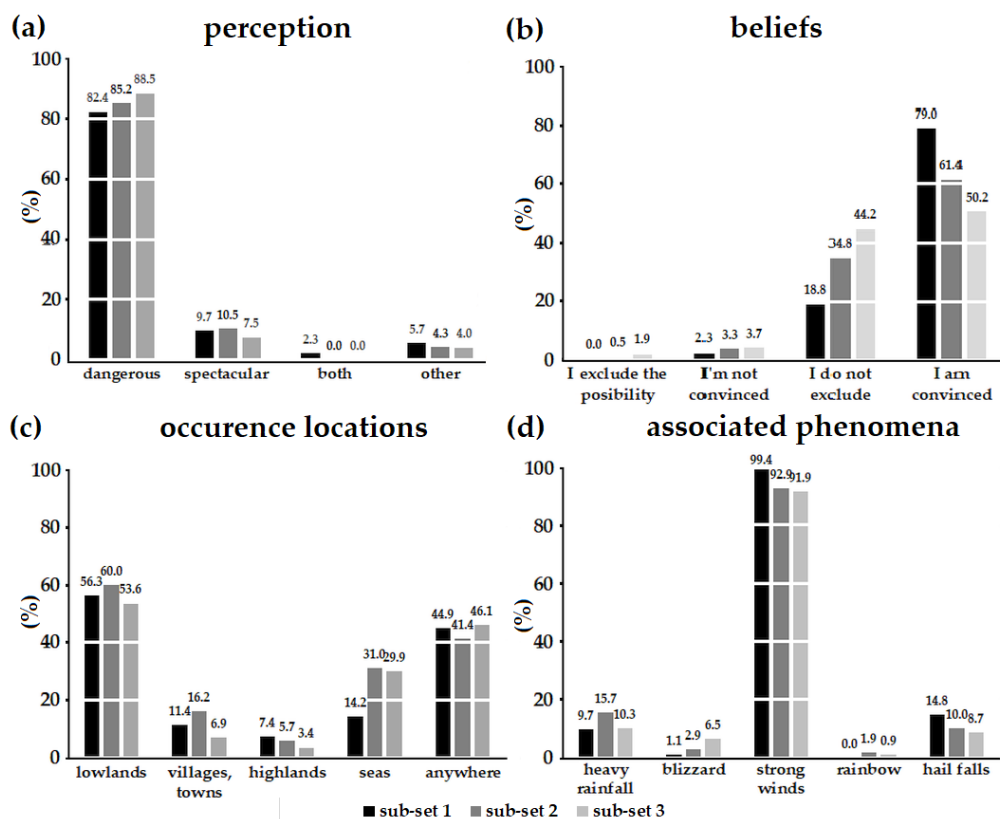 (a) perception
100
80
60
40
20
0
(%)
82.4 85.2 88.5
9.7 10.5 7.5
2.3 0.0 0.0
5.7 4.3 4.0
dangerous spectacular both other
(b) beliefs
100
80
60
40
20
0
(%)
0.0 0.5 1.9
2.3 3.3 3.7
18.8 34.8 44.2
79.0 61.4 50.2
I exclude the I'm not I do not I am
posibility convinced exclude convinced
(c) occurence locations
100
80
60
40
20
0
(%)
56.3 60.0 53.6
11.4 16.2 6.9
7.4 5.7 3.4
14.2 31.0 29.9
44.9 41.4 46.1
lowlands villages, highlands seas anywhere
towns
(d) associated phenomena
100
80
60
40
20
0
(%)
9.7 15.7 10.3
1.1 2.9 6.5
99.4 92.9 91.9
0.0 1.9 0.9
14.8 10.0 8.7
heavy blizzard strong rainbow hail falls
rainfall winds
sub-set 1 sub-set 2 sub-set 3